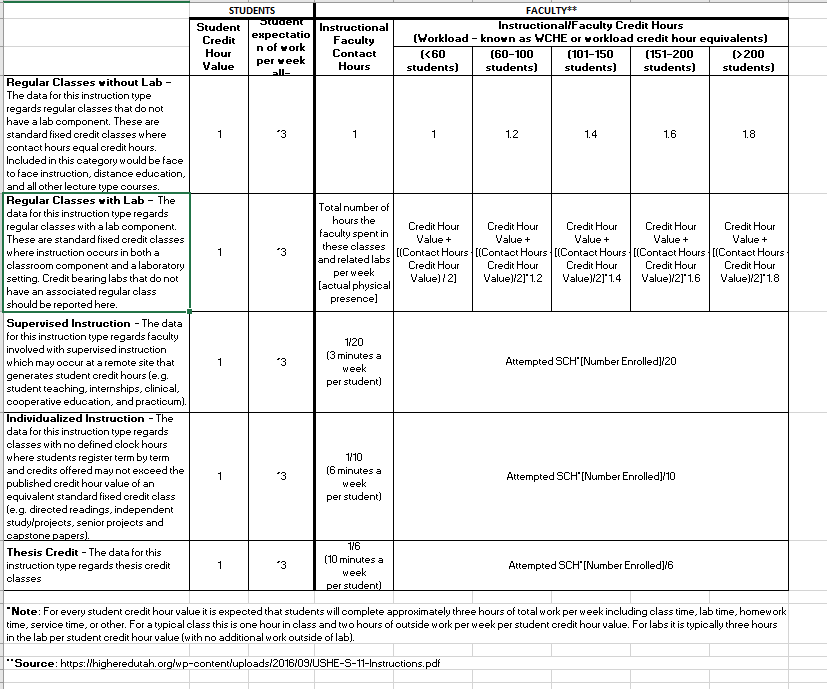 STUDENTS
FACULTY**
Student
Credit
Hour
Value
Student
expectatio
n of work
per week
all-
Instructional
Faculty
Contact
Hours
Instructional/Faculty Credit Hours
(Workload - known as WCHE or workload credit hour equivalents)
(<60
students)
(60-100
students)
(101-150
students)
(151-200
students)
(>200
students)
Regular Classes without Lab -
The data for this instruction type
regards regular classes that do not
have a lab component. These are
standard fixed credit classes where
contact hours equal credit hours.
Included in this category would be face
to face instruction, distance education,
and all other lecture type courses.
1
*3
1
1
1.2
1.4
1.6
1.8
Regular Classes with Lab - The
data for this instruction type regards
regular classes with a lab component.
These are standard fixed credit classes
where instruction occurs in both a
classroom component and a laboratory
setting. Credit bearing labs that do not
have an associated regular class
should be reported here.
1
*3
Total number of
hours the
faculty spent in
these classes
and related labs
per week
[actual physical
presence]
Credit Hour
Value +
[(Contact Hours -
Credit Hour
Value) / 2]
Credit Hour
Value +
[(Contact Hours -
Credit Hour
Value)/2]*1.2
Credit Hour
Value +
[(Contact Hours -
Credit Hour
Value)/2]*1.4
Credit Hour
Value +
[(Contact Hours -
Credit Hour
Value)/2]*1.6
Credit Hour
Value +
[(Contact Hours -
Credit Hour
Value)/2]*1.8
Supervised Instruction - The data
for this instruction type regards faculty
involved with supervised instruction
which may occur at a remote site that
generates student credit hours (e.g.
student teaching, internships, clinical,
cooperative education, and practicum).
1
*3
1/20
(3 minutes a
week
per student)
Attempted SCH*[Number Enrolled]/20
Individualized Instruction - The
data for this instruction type regards
classes with no defined clock hours
where students register term by term
and credits offered may not exceed the
published credit hour value of an
equivalent standard fixed credit class
(e.g. directed readings, independent
study/projects, senior projects and
capstone papers).
1
*3
1/10
(6 minutes a
week
per student)
Attempted SCH*[Number Enrolled]/10
Thesis Credit - The data for this
instruction type regards thesis credit
classes
1
*3
1/6
(10 minutes a
week
per student)
Attempted SCH*[Number Enrolled]/6
*Note: For every student credit hour value it is expected that students will complete approximately three hours of total work per week including class time, lab time, homework
time, service time, or other. For a typical class this is one hour in class and two hours of outside work per week per student credit hour value. For labs it is typically three hours
in the lab per student credit hour value (with no additional work outside of lab).
**Source: https://higheredutah.org/wp-content/uploads/2016/09/USHE-S-11-Instructions.pdf